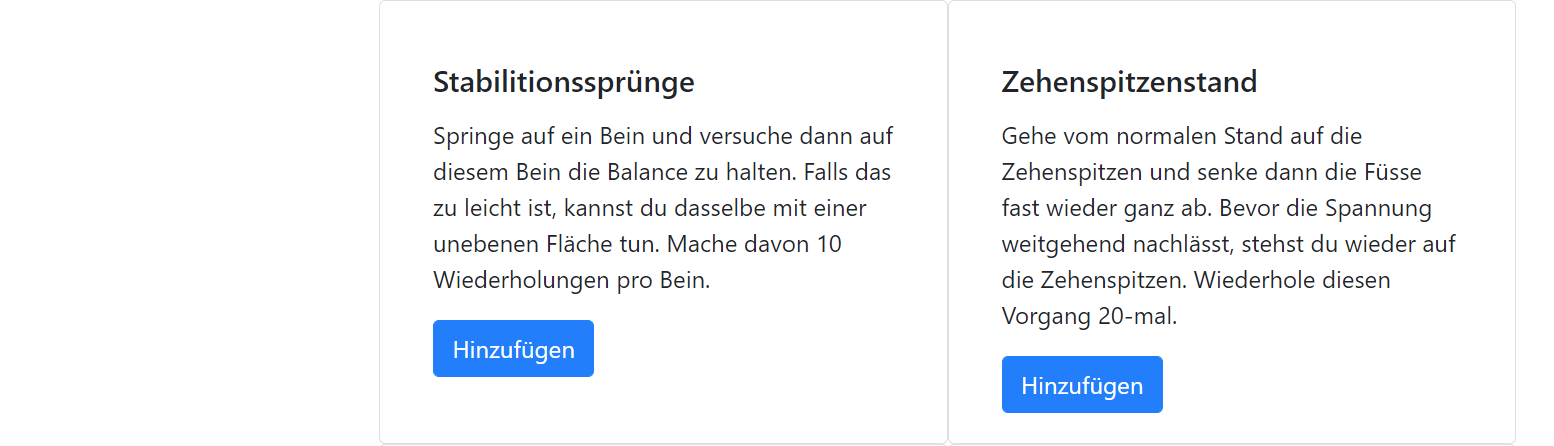 Stabilitionssprünge
Springe auf ein Bein und versuche dann auf
diesem Bein die Balance zu halten. Falls das
zu leicht ist, kannst du dasselbe mit einer
unebenen Fläche tun. Mache davon 10
Wiederholungen pro Bein.
Hinzufügen
Zehenspitzenstand
Gehe vom normalen Stand auf die
Zehenspitzen und senke dann die Füsse
fast wieder ganz ab. Bevor die Spannung
weitgehend nachlässt, stehst du wieder auf
die Zehenspitzen. Wiederhole diesen
Vorgang 20-mal.
Hinzufügen